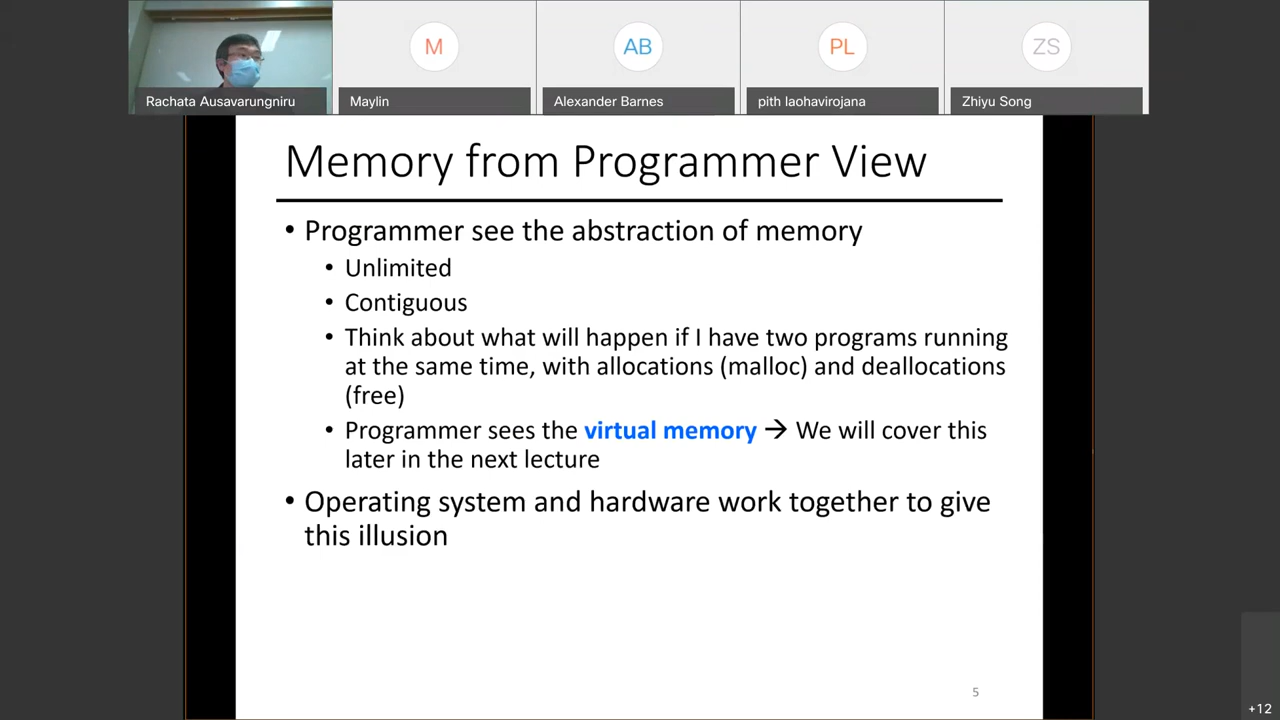 M
AB
PL
ZS
Rachata Ausavarungniru
Maylin
Alexander Barnes
pith laohavirojana
Zhiyu Song
Memory from Programmer View
• Programmer see the abstraction of memory
• Unlimited
• Contiguous
• Think about what will happen if I have two programs running
at the same time, with allocations (malloc) and deallocations
(free)
• Programmer sees the virtual memory → We will cover this
later in the next lecture
• Operating system and hardware work together to give
this illusion
5
+12